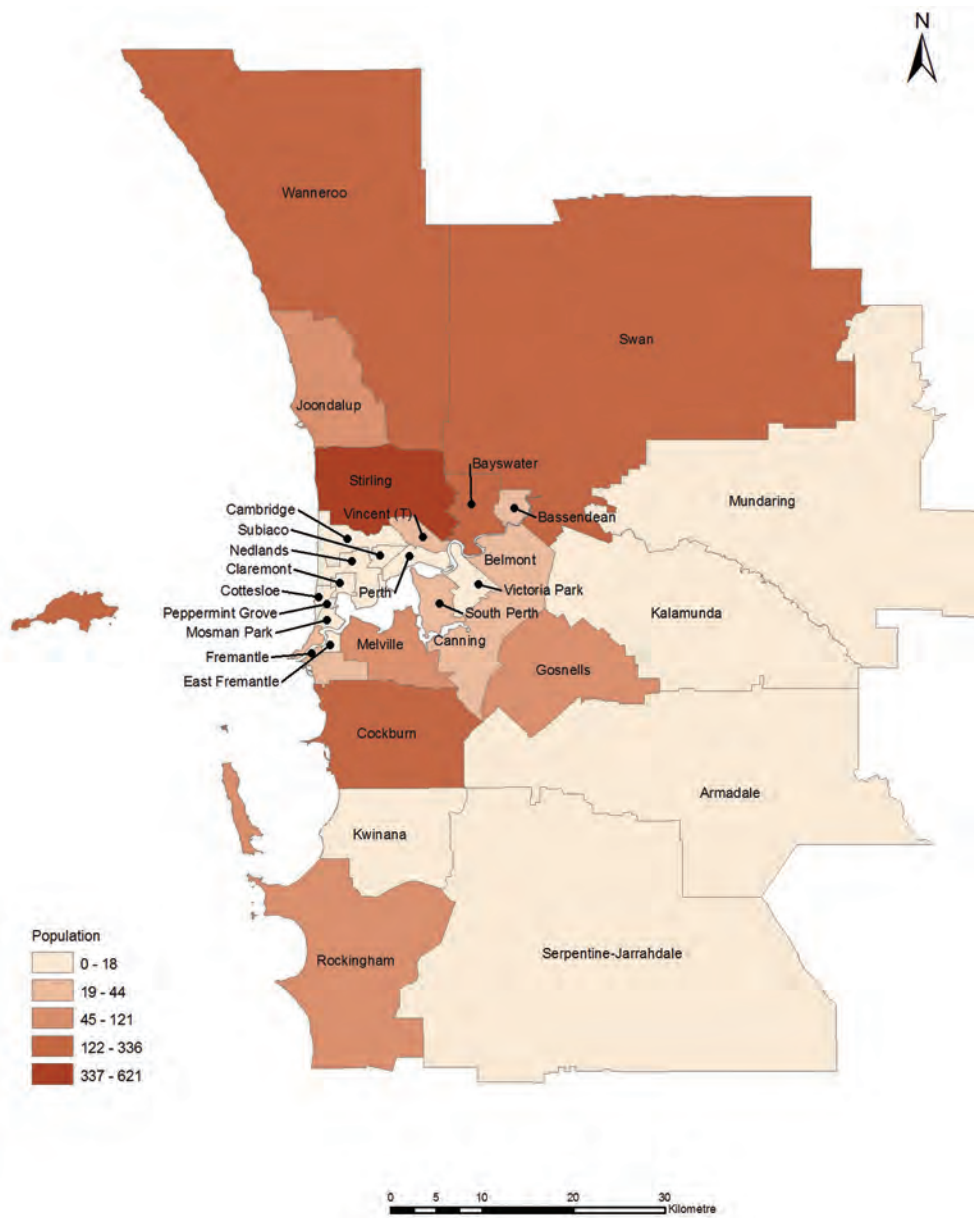 N
Wanneroo
Swan
Joondalup
Bayswater
Stirling
Mundaring
Cambridge
Vincent (T)
Bassendean
Subiaco
Nedlands
Belmont
Claremont
Cottesloe
Perth
Victoria Park
Peppermint Grove
South Perth
Kalamunda
Mosman Park
Melville
Canning
Fremantle
Gosnells
East Fremantle
Cockburn
Armadale
Kwinana
Population
0 - 18
Serpentine-Jarrahdale
Rockingham
19 - 44
45 - 121
122 - 336
337 - 621
0 5 10 20 30
Kilometre